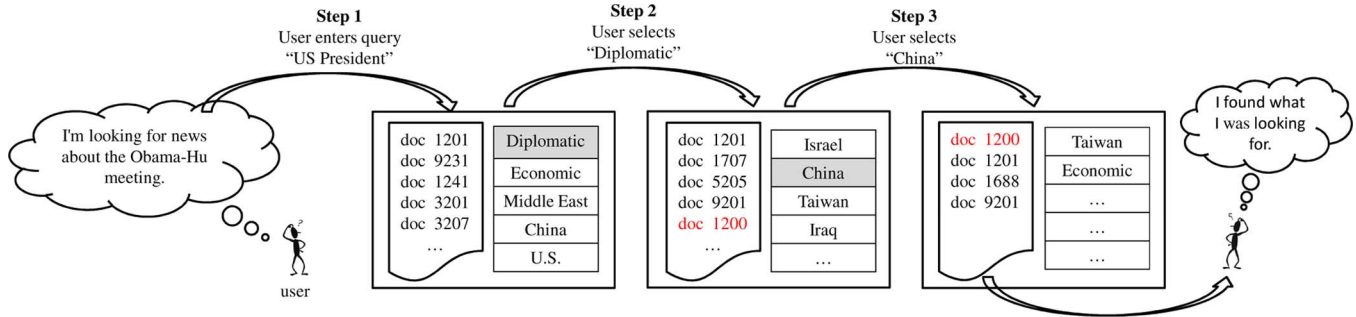 Step 1
User enters query
“US President”
Step 2
User selects
“Diplomatic”
Step 3
User selects
“China”
I'm looking for news
about the Obama-Hu
meeting.
user
doc 1201
doc 9231
doc 1241
doc 3201
doc 3207
…
Diplomatic
Economic
Middle East
China
U.S.
doc 1201
doc 1707
doc 5205
doc 9201
doc 1200
…
Israel
China
Taiwan
Iraq
…
doc 1200
doc 1201
doc 1688
doc 9201
Taiwan
Economic
…
…
…
I found what
I was looking
for.